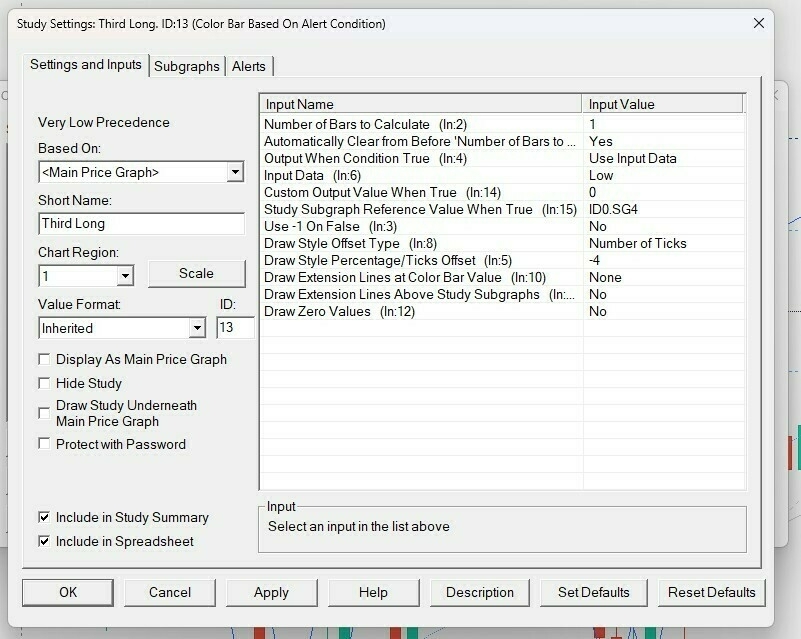 Study Settings: Third Long. ID:13 (Color Bar Based On Alert Condition)
Settings and Inputs Subgraphs Alerts
Very Low Precedence
Based On:
<Main Price Graph>
Short Name:
Third Long
Chart Region:
1 Scale
Value Format: ID:
Inherited 13
Display As Main Price Graph
Hide Study
Draw Study Underneath
Main Price Graph
Protect with Password
Include in Study Summary
Include in Spreadsheet
Input Name Input Value
Number of Bars to Calculate (In:2) 1
Automatically Clear from Before 'Number of Bars to ... Yes
Output When Condition True (In:4) Use Input Data
Input Data (In:6) Low
Custom Output Value When True (In:14) 0
Study Subgraph Reference Value When True (In:15) ID0.SG4
Use -1 On False (In:3) No
Draw Style Offset Type (In:8) Number of Ticks
Draw Style Percentage/Ticks Offset (In:5) -4
Draw Extension Lines at Color Bar Value (In:10) None
Draw Extension Lines Above Study Subgraphs (In:... No
Draw Zero Values (In:12) No
Input
Select an input in the list above
OK Cancel Apply Help Description Set Defaults Reset Defaults